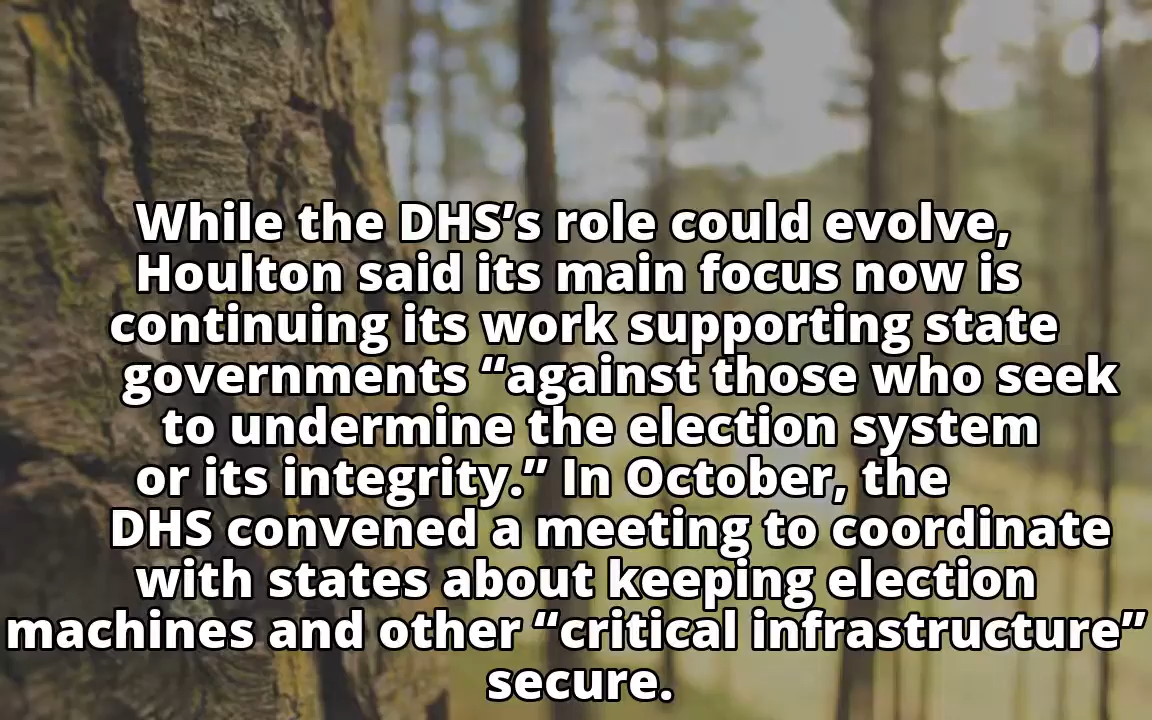 While the DHS’s role could evolve,
Houlton said its main focus now is
continuing its work supporting state
governments “against those who seek
to undermine the election system
or its integrity.” In October, the
DHS convened a meeting to coordinate
with states about keeping election
machines and other “critical infrastructure”
secure.